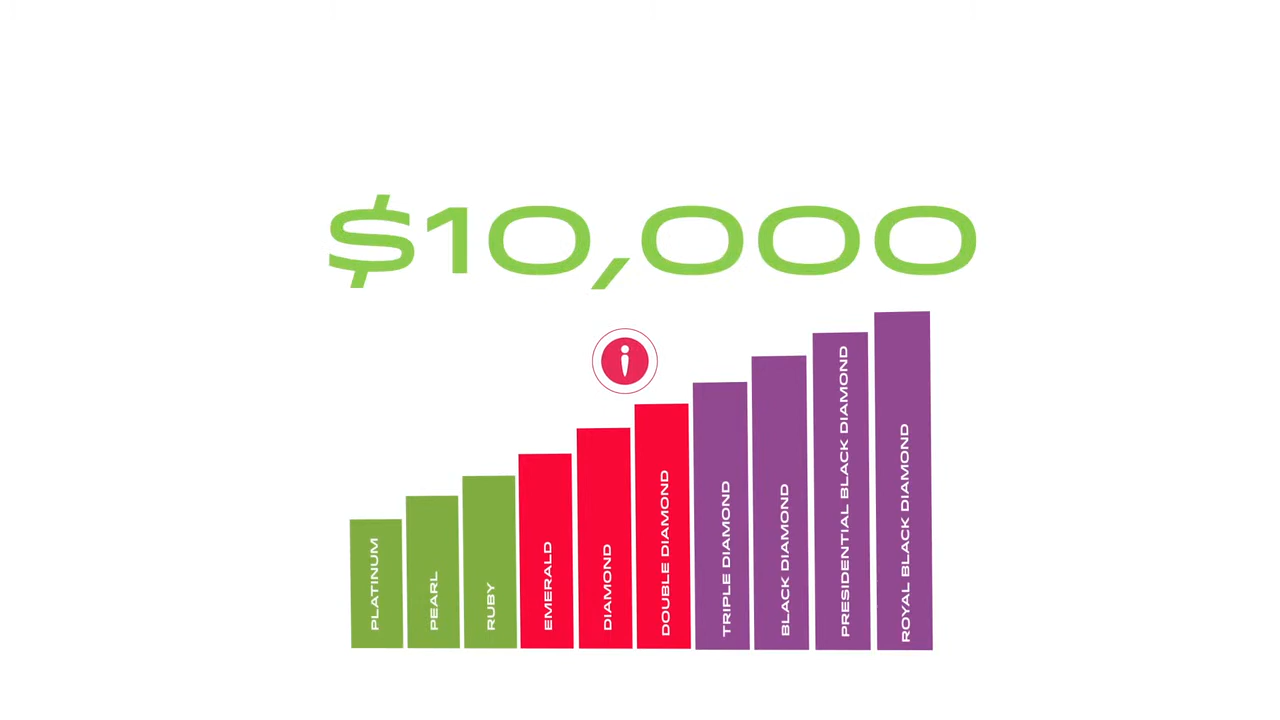 $10,000
i
PLATINUM
PEARL
RUBY
EMERALD
DIAMOND
DOUBLE DIAMOND
TRIPLE DIAMOND
BLACK DIAMOND
PRESIDENTIAL BLACK DIAMOND
ROYAL BLACK DIAMOND